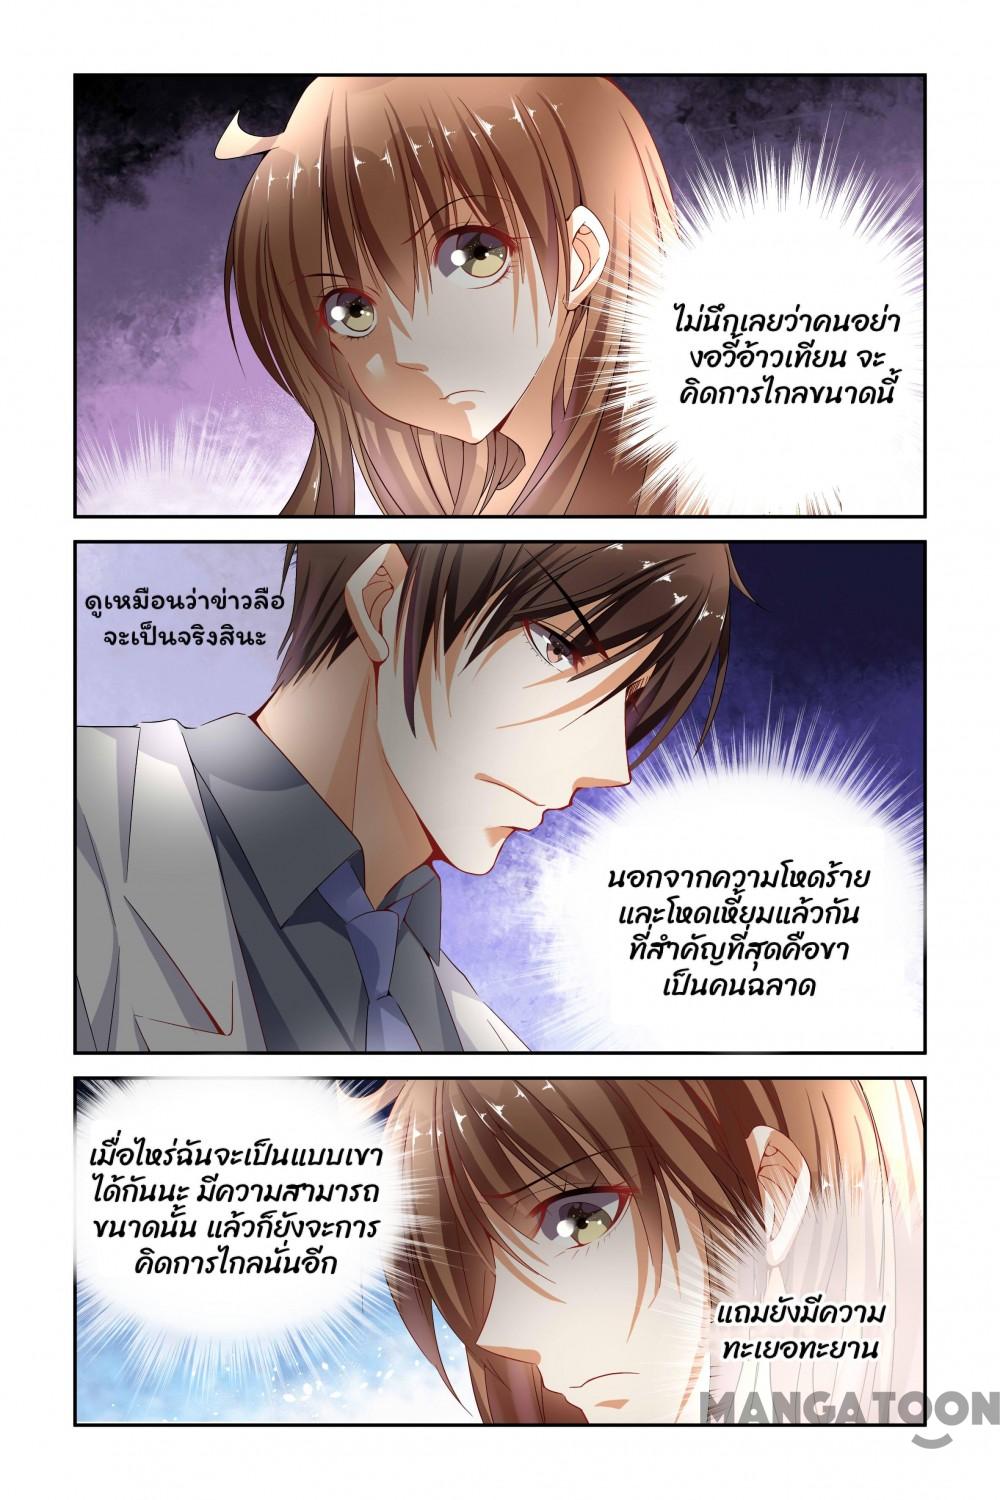 ไม่นึกเลยว่าคนอย่า
งอวี้อ้าวเทียน จะ
คิดการไกลขนาดนี้
ดูเหมือนว่าข่าวลือ
จะเป็นจริงสินะ
นอกจากความโหดร้าย
และโหดเหี้ยมแล้วกัน
ที่สำคัญที่สุดคือขา
เป็นคนฉลาด
เมื่อไหร่ฉันจะเป็นแบบเขา
ได้กันนะ มีความสามารถ
ขนาดนั้น แล้วก็ยังจะการ
คิดการไกลนั่นอีก
แถมยังมีความ
ทะเยอทะยาน
MANGATOON